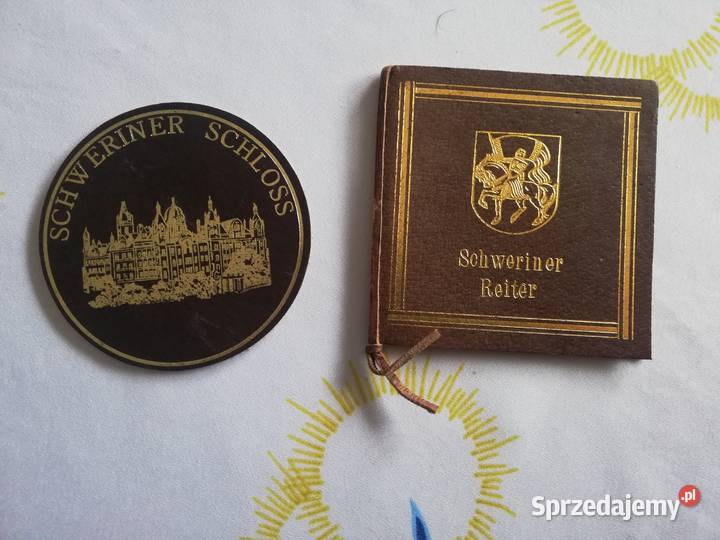 SCHWERINER SCHLOSS
Schweriner
Reiter
Sprzedajemy.pl